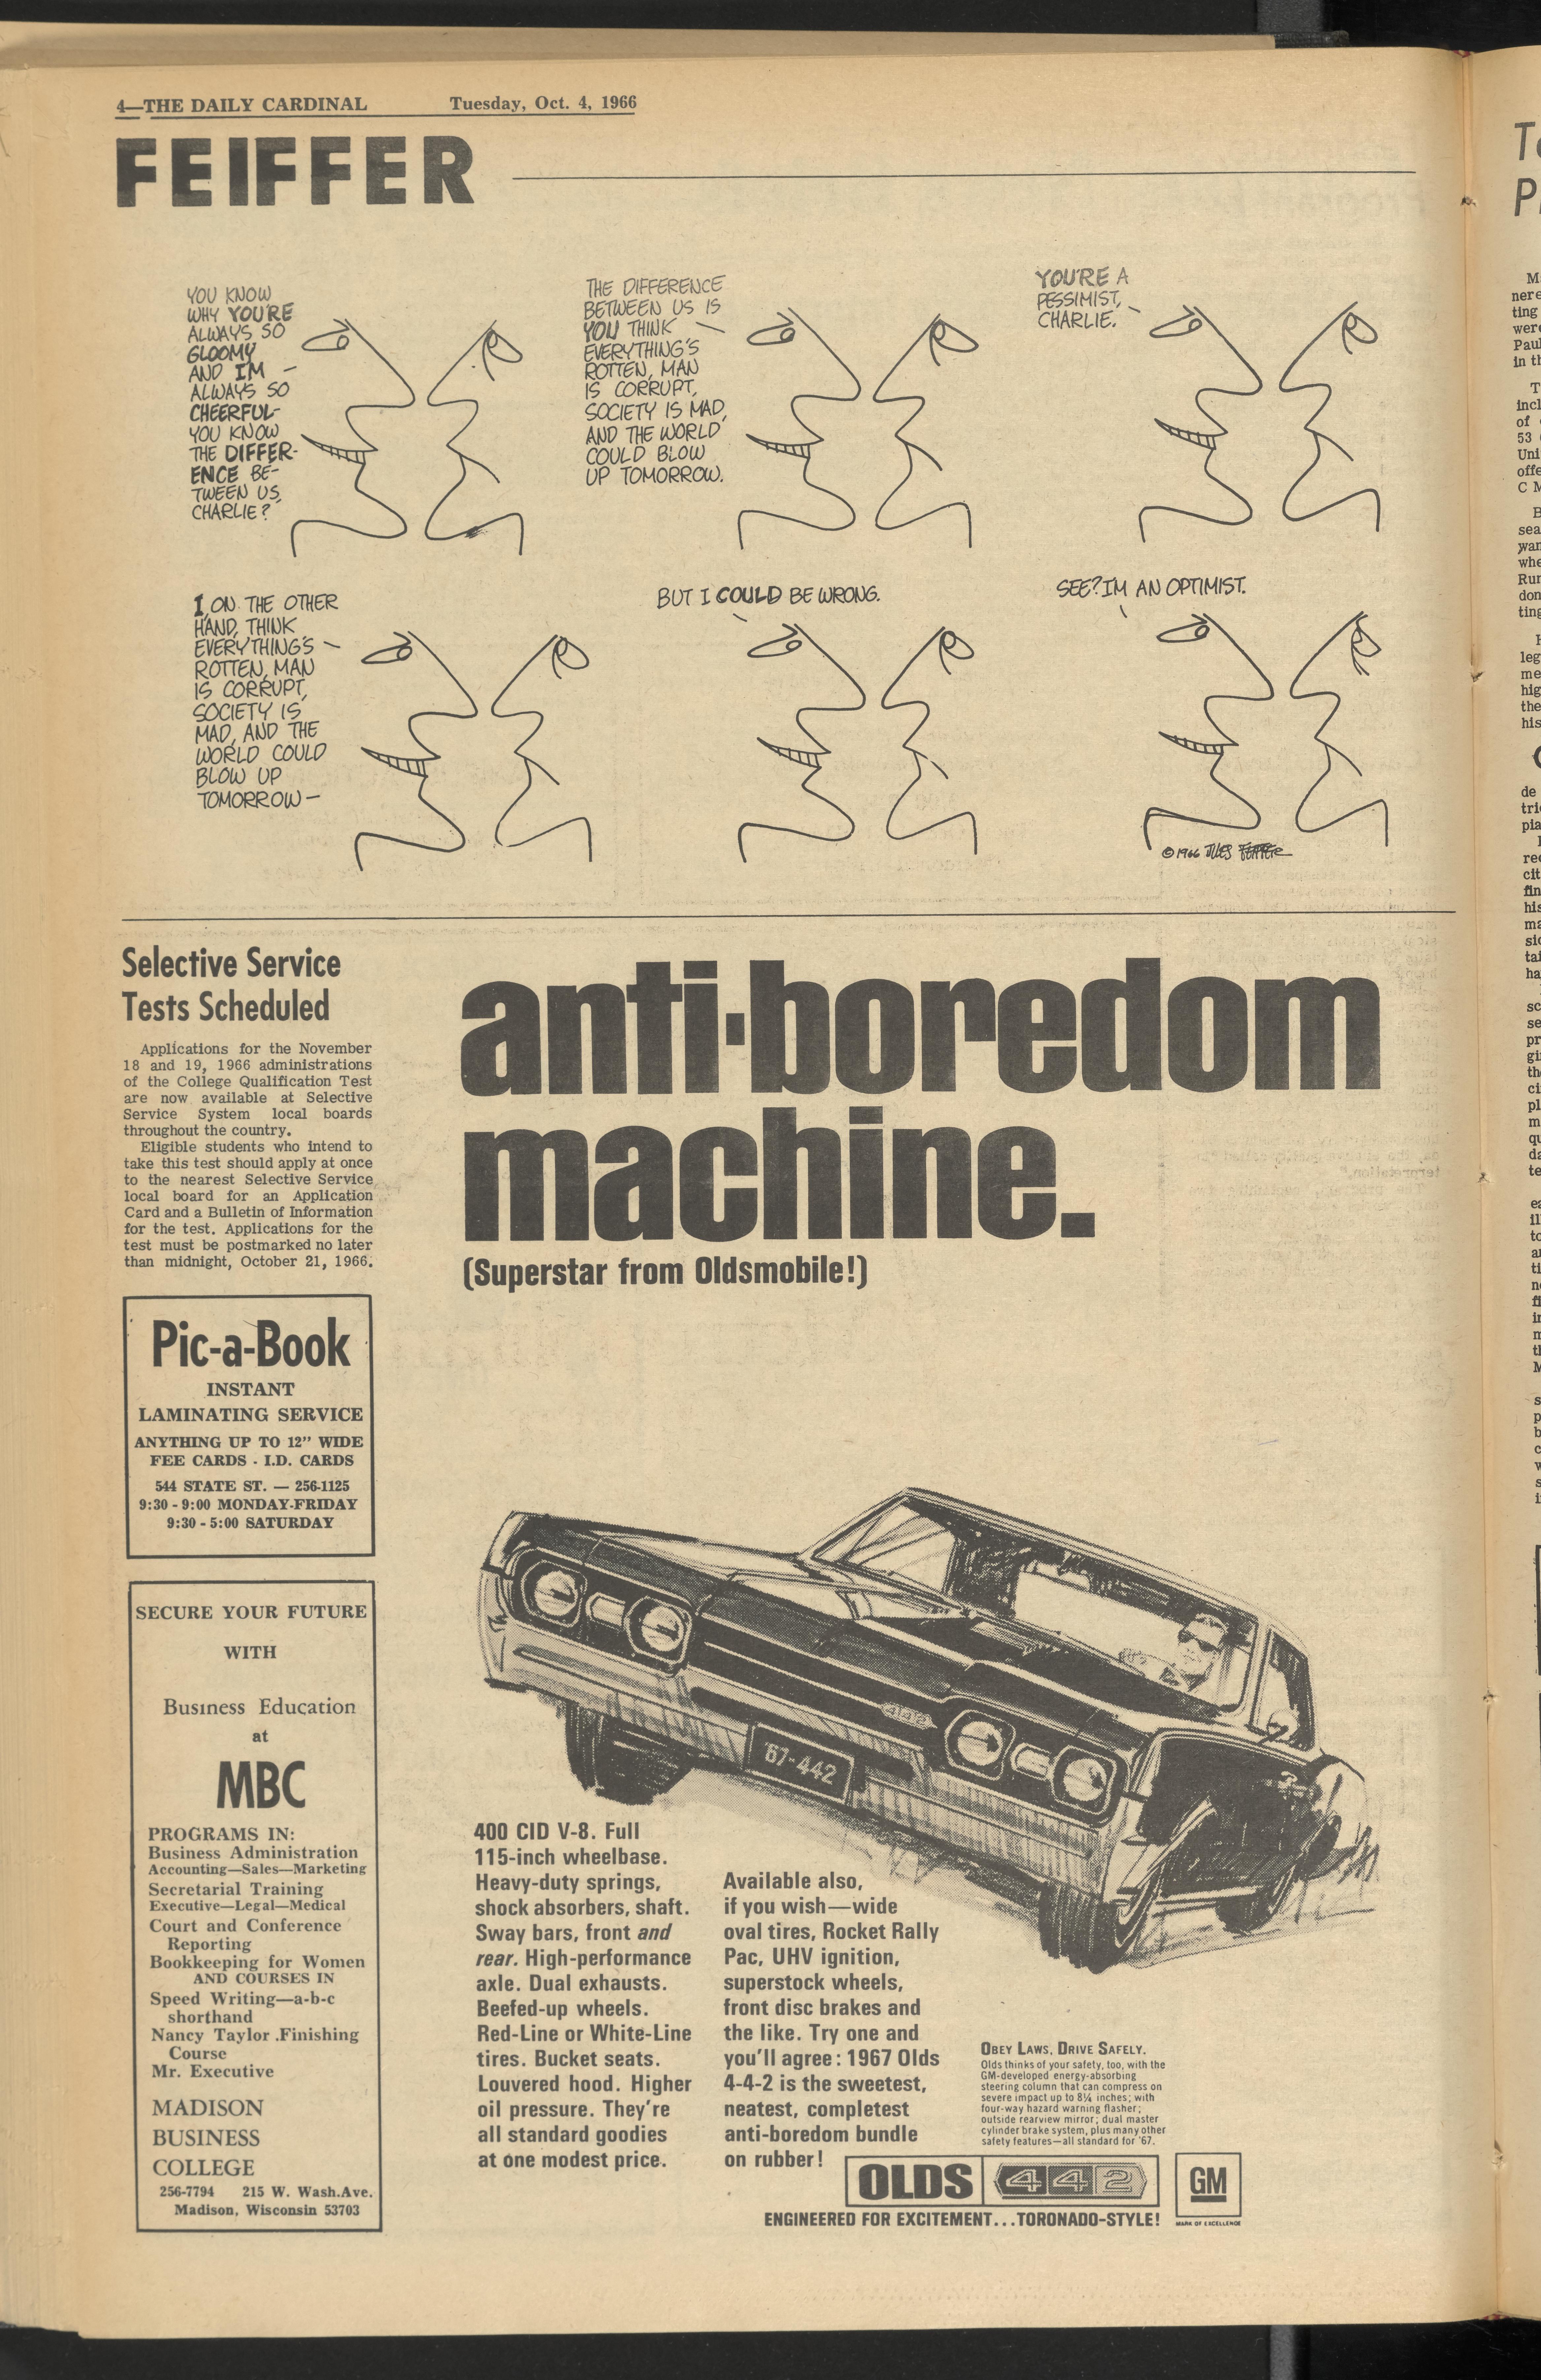 4—THE DAILY CARDINAL Tuesday, Oct. 4, 1966
FEIFFER
YOU KNOW
WHY YOU'RE
ALWAYS SO
GLOOMY
AND I'M
ALWAYS SO
CHEERFUL-
YOU KNOW
THE DIFFER-
ENCE BE-
TWEEN US,
CHARLIE?
THE DIFFERENCE
BETWEEN US IS
YOU THINK
EVERYTHING'S
ROTTEN, MAN
IS CORRUPT,
SOCIETY IS MAD,
AND THE WORLD
COULD BLOW
UP TOMORROW.
YOU'RE A
PESSIMIST,
CHARLIE.
I, ON THE OTHER
HAND, THINK
EVERYTHING'S
ROTTEN, MAN
IS CORRUPT,
SOCIETY IS
MAD, AND THE
WORLD COULD
BLOW UP
TOMORROW—
BUT I COULD BE WRONG.
SEE? I'M AN OPTIMIST.
©1966 JULES FEIFFER
Selective Service
Tests Scheduled
Applications for the November
18 and 19, 1966 administrations
of the College Qualification Test
are now available at Selective
Service System local boards
throughout the country.
Eligible students who intend to
take this test should apply at once
to the nearest Selective Service
local board for an Application
Card and a Bulletin of Information
for the test. Applications for the
test must be postmarked no later
than midnight, October 21, 1966.
Pic-a-Book
INSTANT
LAMINATING SERVICE
ANYTHING UP TO 12" WIDE
FEE CARDS - I.D. CARDS
544 STATE ST. — 256-1125
9:30 - 9:00 MONDAY-FRIDAY
9:30 - 5:00 SATURDAY
SECURE YOUR FUTURE
WITH
Business Education
at
MBC
PROGRAMS IN:
Business Administration
Accounting—Sales—Marketing
Secretarial Training
Executive—Legal—Medical
Court and Conference
Reporting
Bookkeeping for Women
AND COURSES IN
Speed Writing—a-b-c
shorthand
Nancy Taylor .Finishing
Course
Mr. Executive
MADISON
BUSINESS
COLLEGE
256-7794 215 W. Wash.Ave.
Madison, Wisconsin 53703
anti-boredom
machine.
(Superstar from Oldsmobile!)
442
'67-442
400 CID V-8. Full
115-inch wheelbase.
Heavy-duty springs,
shock absorbers, shaft.
Sway bars, front and
rear. High-performance
axle. Dual exhausts.
Beefed-up wheels.
Red-Line or White-Line
tires. Bucket seats.
Louvered hood. Higher
oil pressure. They're
all standard goodies
at one modest price.
Available also,
if you wish—wide
oval tires, Rocket Rally
Pac, UHV ignition,
superstock wheels,
front disc brakes and
the like. Try one and
you'll agree: 1967 Olds
4-4-2 is the sweetest,
neatest, completest
anti-boredom bundle
on rubber!
OBEY LAWS, DRIVE SAFELY.
Olds thinks of your safety, too, with the
GM-developed energy-absorbing
steering column that can compress on
severe impact up to 8¼ inches; with
four-way hazard warning flasher;
outside rearview mirror; dual master
cylinder brake system, plus many other
safety features—all standard for '67.
OLDS 442
GM
MARK OF EXCELLENCE
ENGINEERED FOR EXCITEMENT...TORONADO-STYLE!